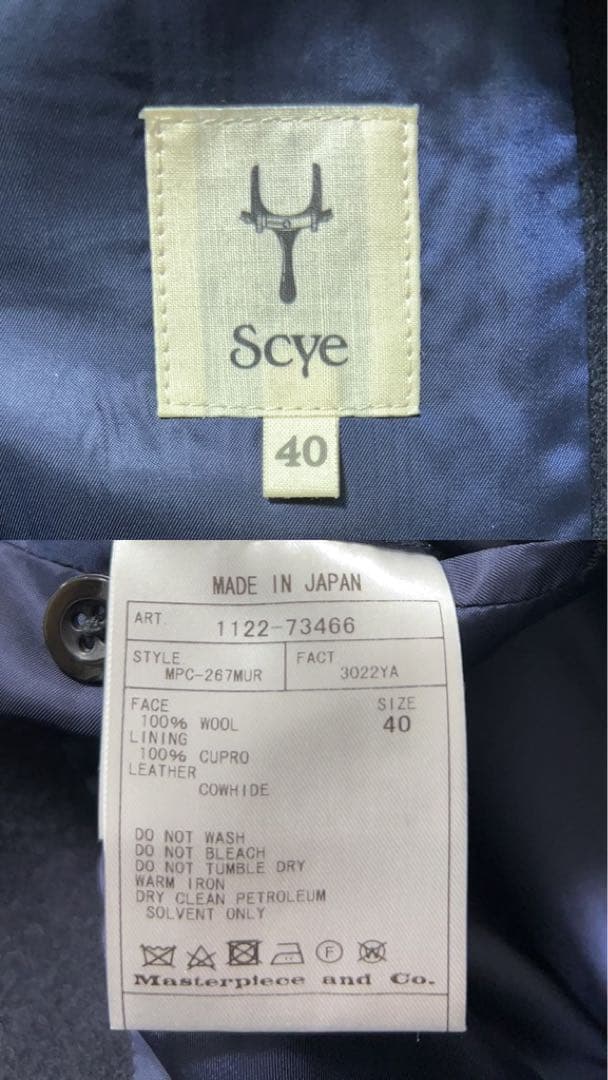 Scye
40
MADE IN JAPAN
ART. 1122-73466
STYLE FACT
MPC-267MUR 3022YA
FACE SIZE
100% WOOL 40
LINING
100% CUPRO
LEATHER
COWHIDE
DO NOT WASH
DO NOT BLEACH
DO NOT TUMBLE DRY
WARM IRON
DRY CLEAN PETROLEUM
SOLVENT ONLY
F W
Masterpiece and Co.